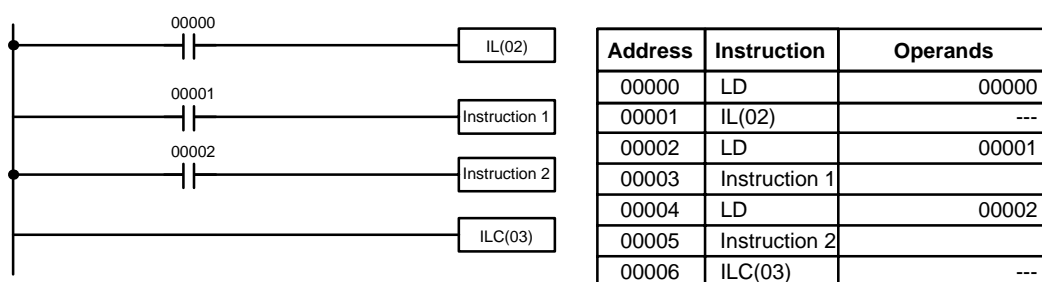 00000
IL(02)
00001
Instruction 1
00002
Instruction 2
ILC(03)
Address Instruction Operands
00000 LD 00000
00001 IL(02) ---
00002 LD 00001
00003 Instruction 1
00004 LD 00002
00005 Instruction 2
00006 ILC(03) ---